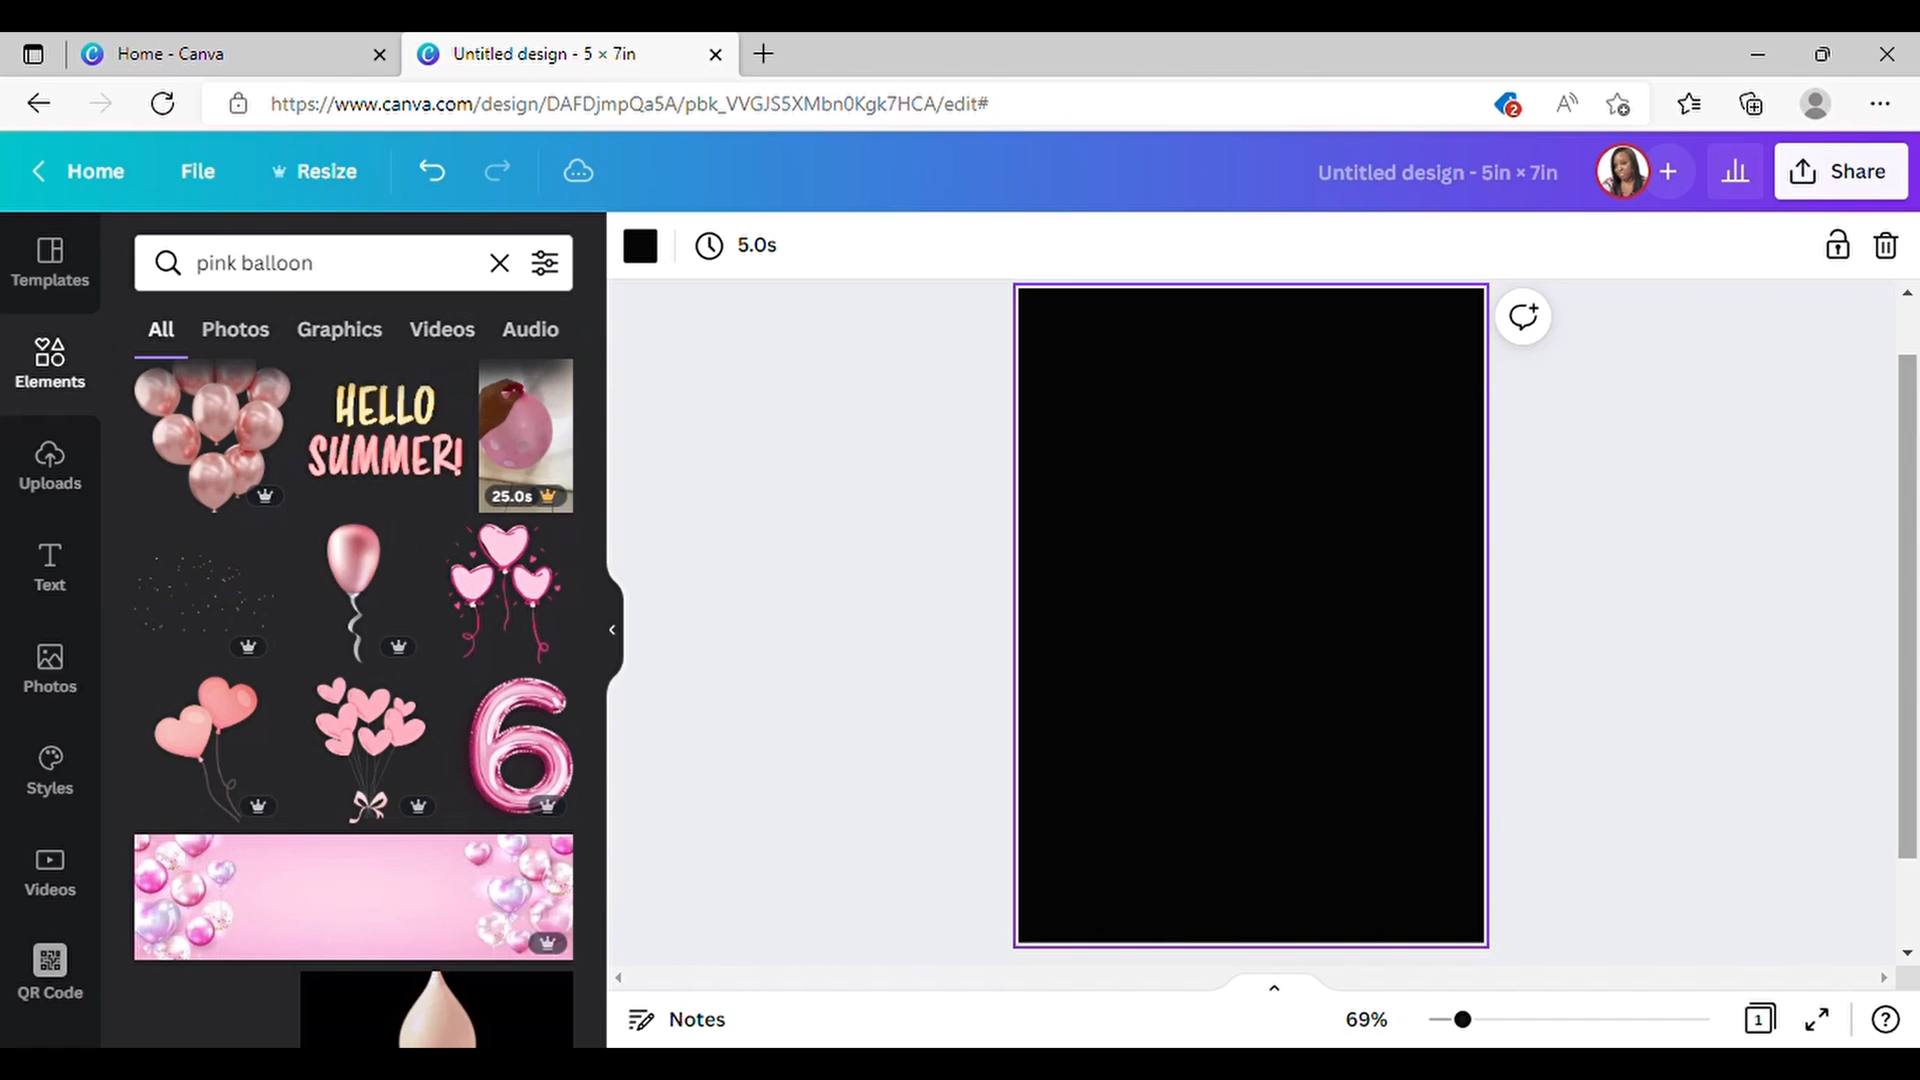 Home - Canva
Untitled design - 5 × 7in
https://www.canva.com/design/DAFDjmpQa5A/pbk_VVGJS5XMbn0Kgk7HCA/edit#
2
Home
File
Resize
Untitled design - 5in × 7in
Share
Templates
Elements
Uploads
Text
Photos
Styles
Videos
QR Code
pink balloon
All
Photos
Graphics
Videos
Audio
HELLO
SUMMER!
25.0s
6
5.0s
Notes
69%
1